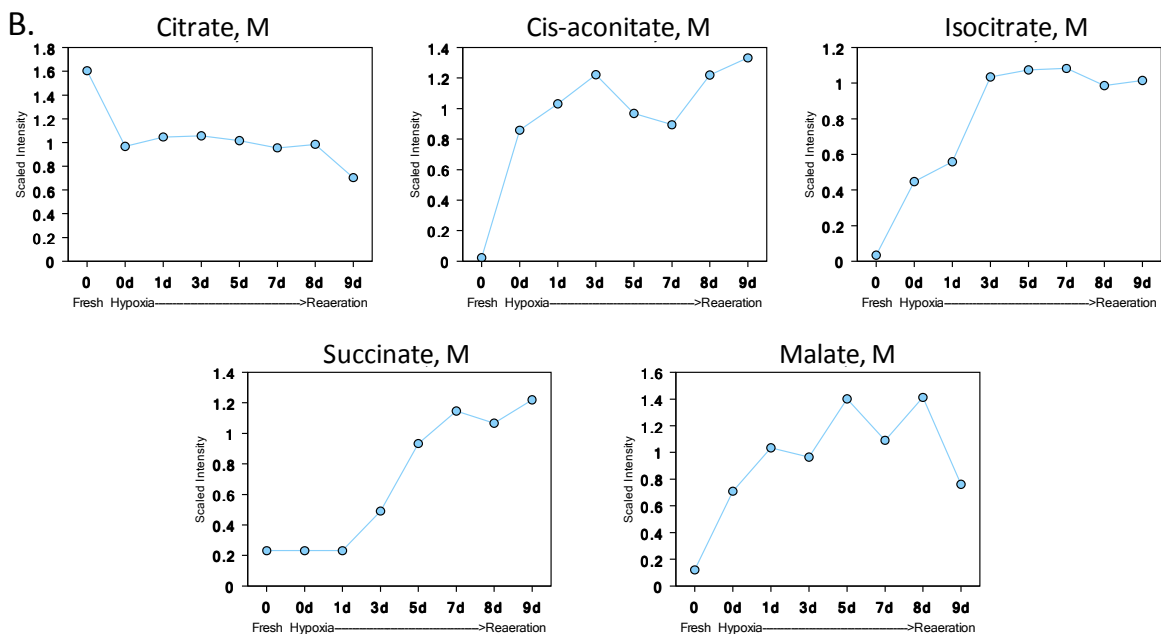 B.
Citrate, M
Scaled Intensity
1.8
1.6
1.4
1.2
1
0.8
0.6
0.4
0.2
0
0 0d 1d 3d 5d 7d 8d 9d
Fresh Hypoxia----------------------------------->Reaeration
Cis-aconitate, M
Scaled Intensity
1.4
1.2
1
0.8
0.6
0.4
0.2
0
0 0d 1d 3d 5d 7d 8d 9d
Fresh Hypoxia----------------------------------->Reaeration
Isocitrate, M
Scaled Intensity
1.2
1
0.8
0.6
0.4
0.2
0
0 0d 1d 3d 5d 7d 8d 9d
Fresh Hypoxia----------------------------------->Reaeration
Succinate, M
Scaled Intensity
1.4
1.2
1
0.8
0.6
0.4
0.2
0
0 0d 1d 3d 5d 7d 8d 9d
Fresh Hypoxia----------------------------------->Reaeration
Malate, M
Scaled Intensity
1.6
1.4
1.2
1
0.8
0.6
0.4
0.2
0
0 0d 1d 3d 5d 7d 8d 9d
Fresh Hypoxia----------------------------------->Reaeration